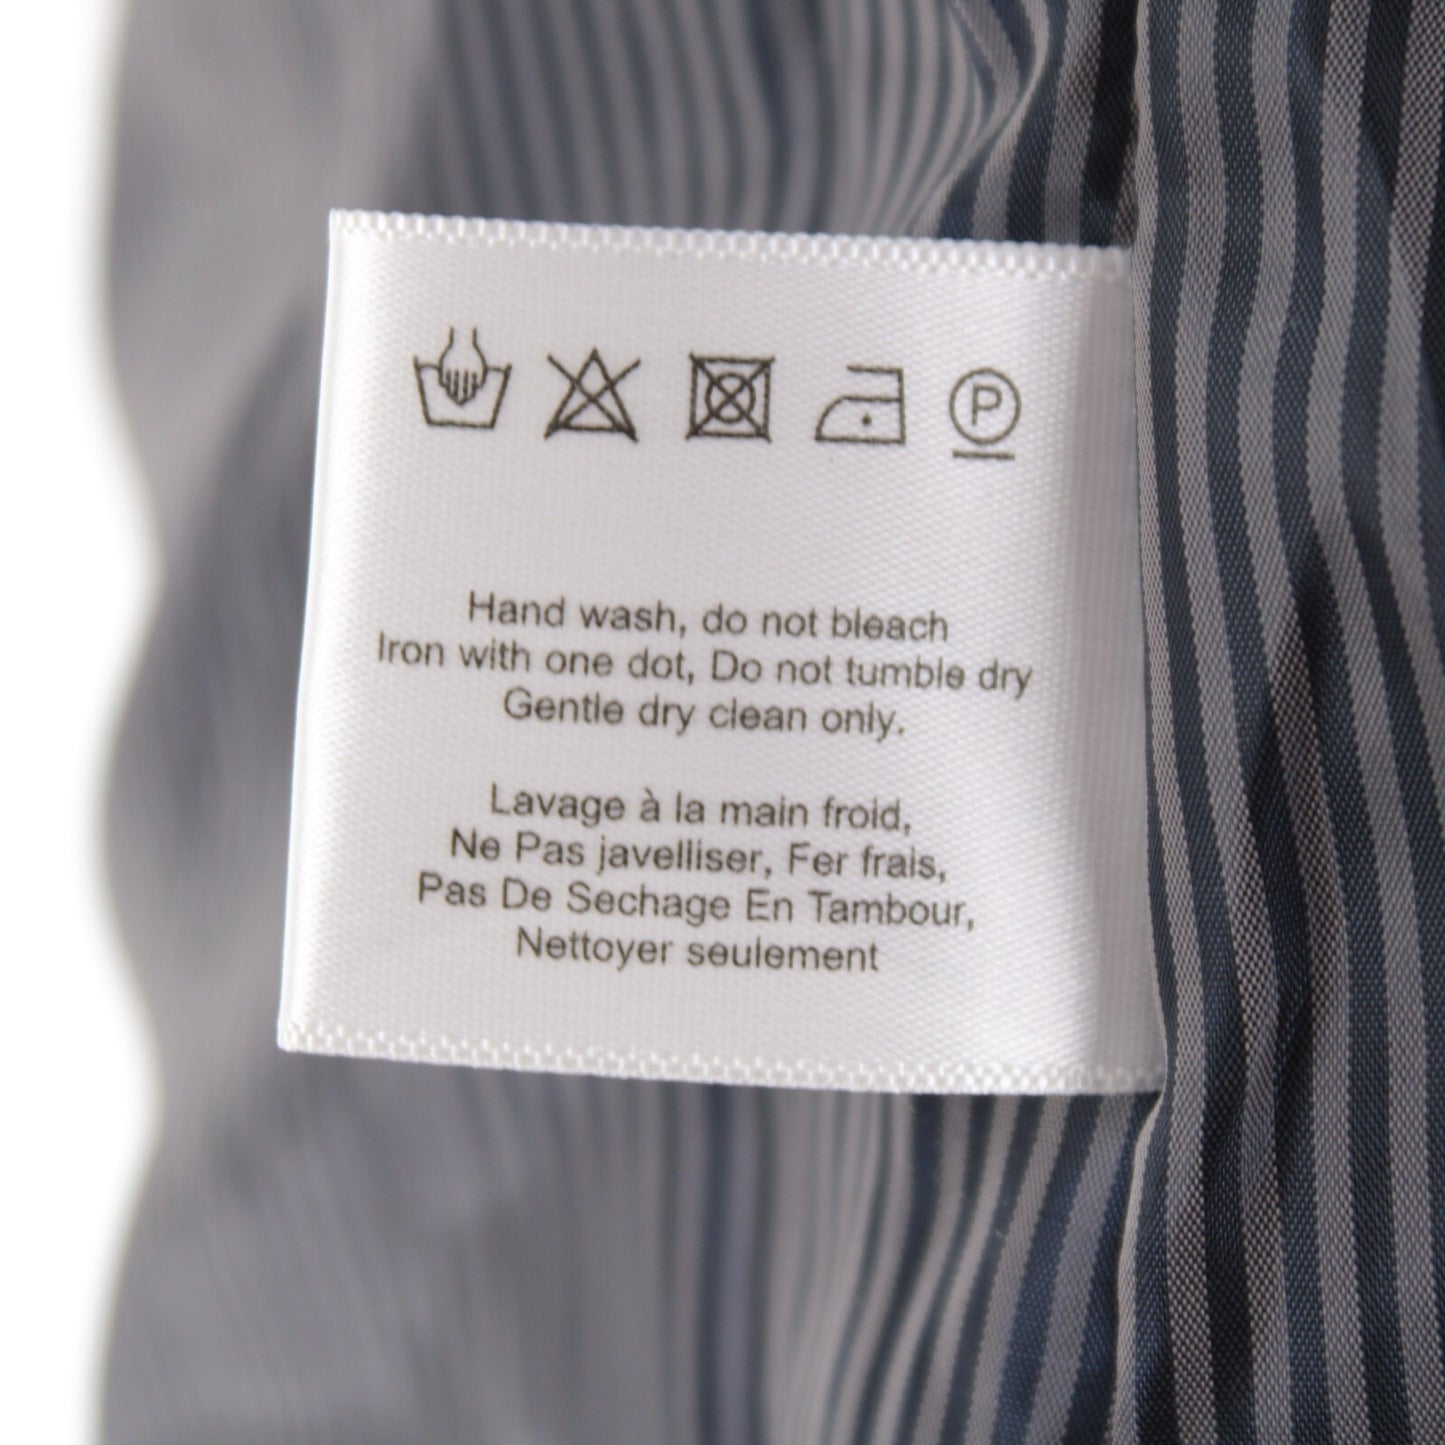 P
Hand wash, do not bleach
Iron with one dot, Do not tumble dry
Gentle dry clean only.
Lavage à la main froid,
Ne Pas javelliser, Fer frais,
Pas De Sechage En Tambour,
Nettoyer seulement